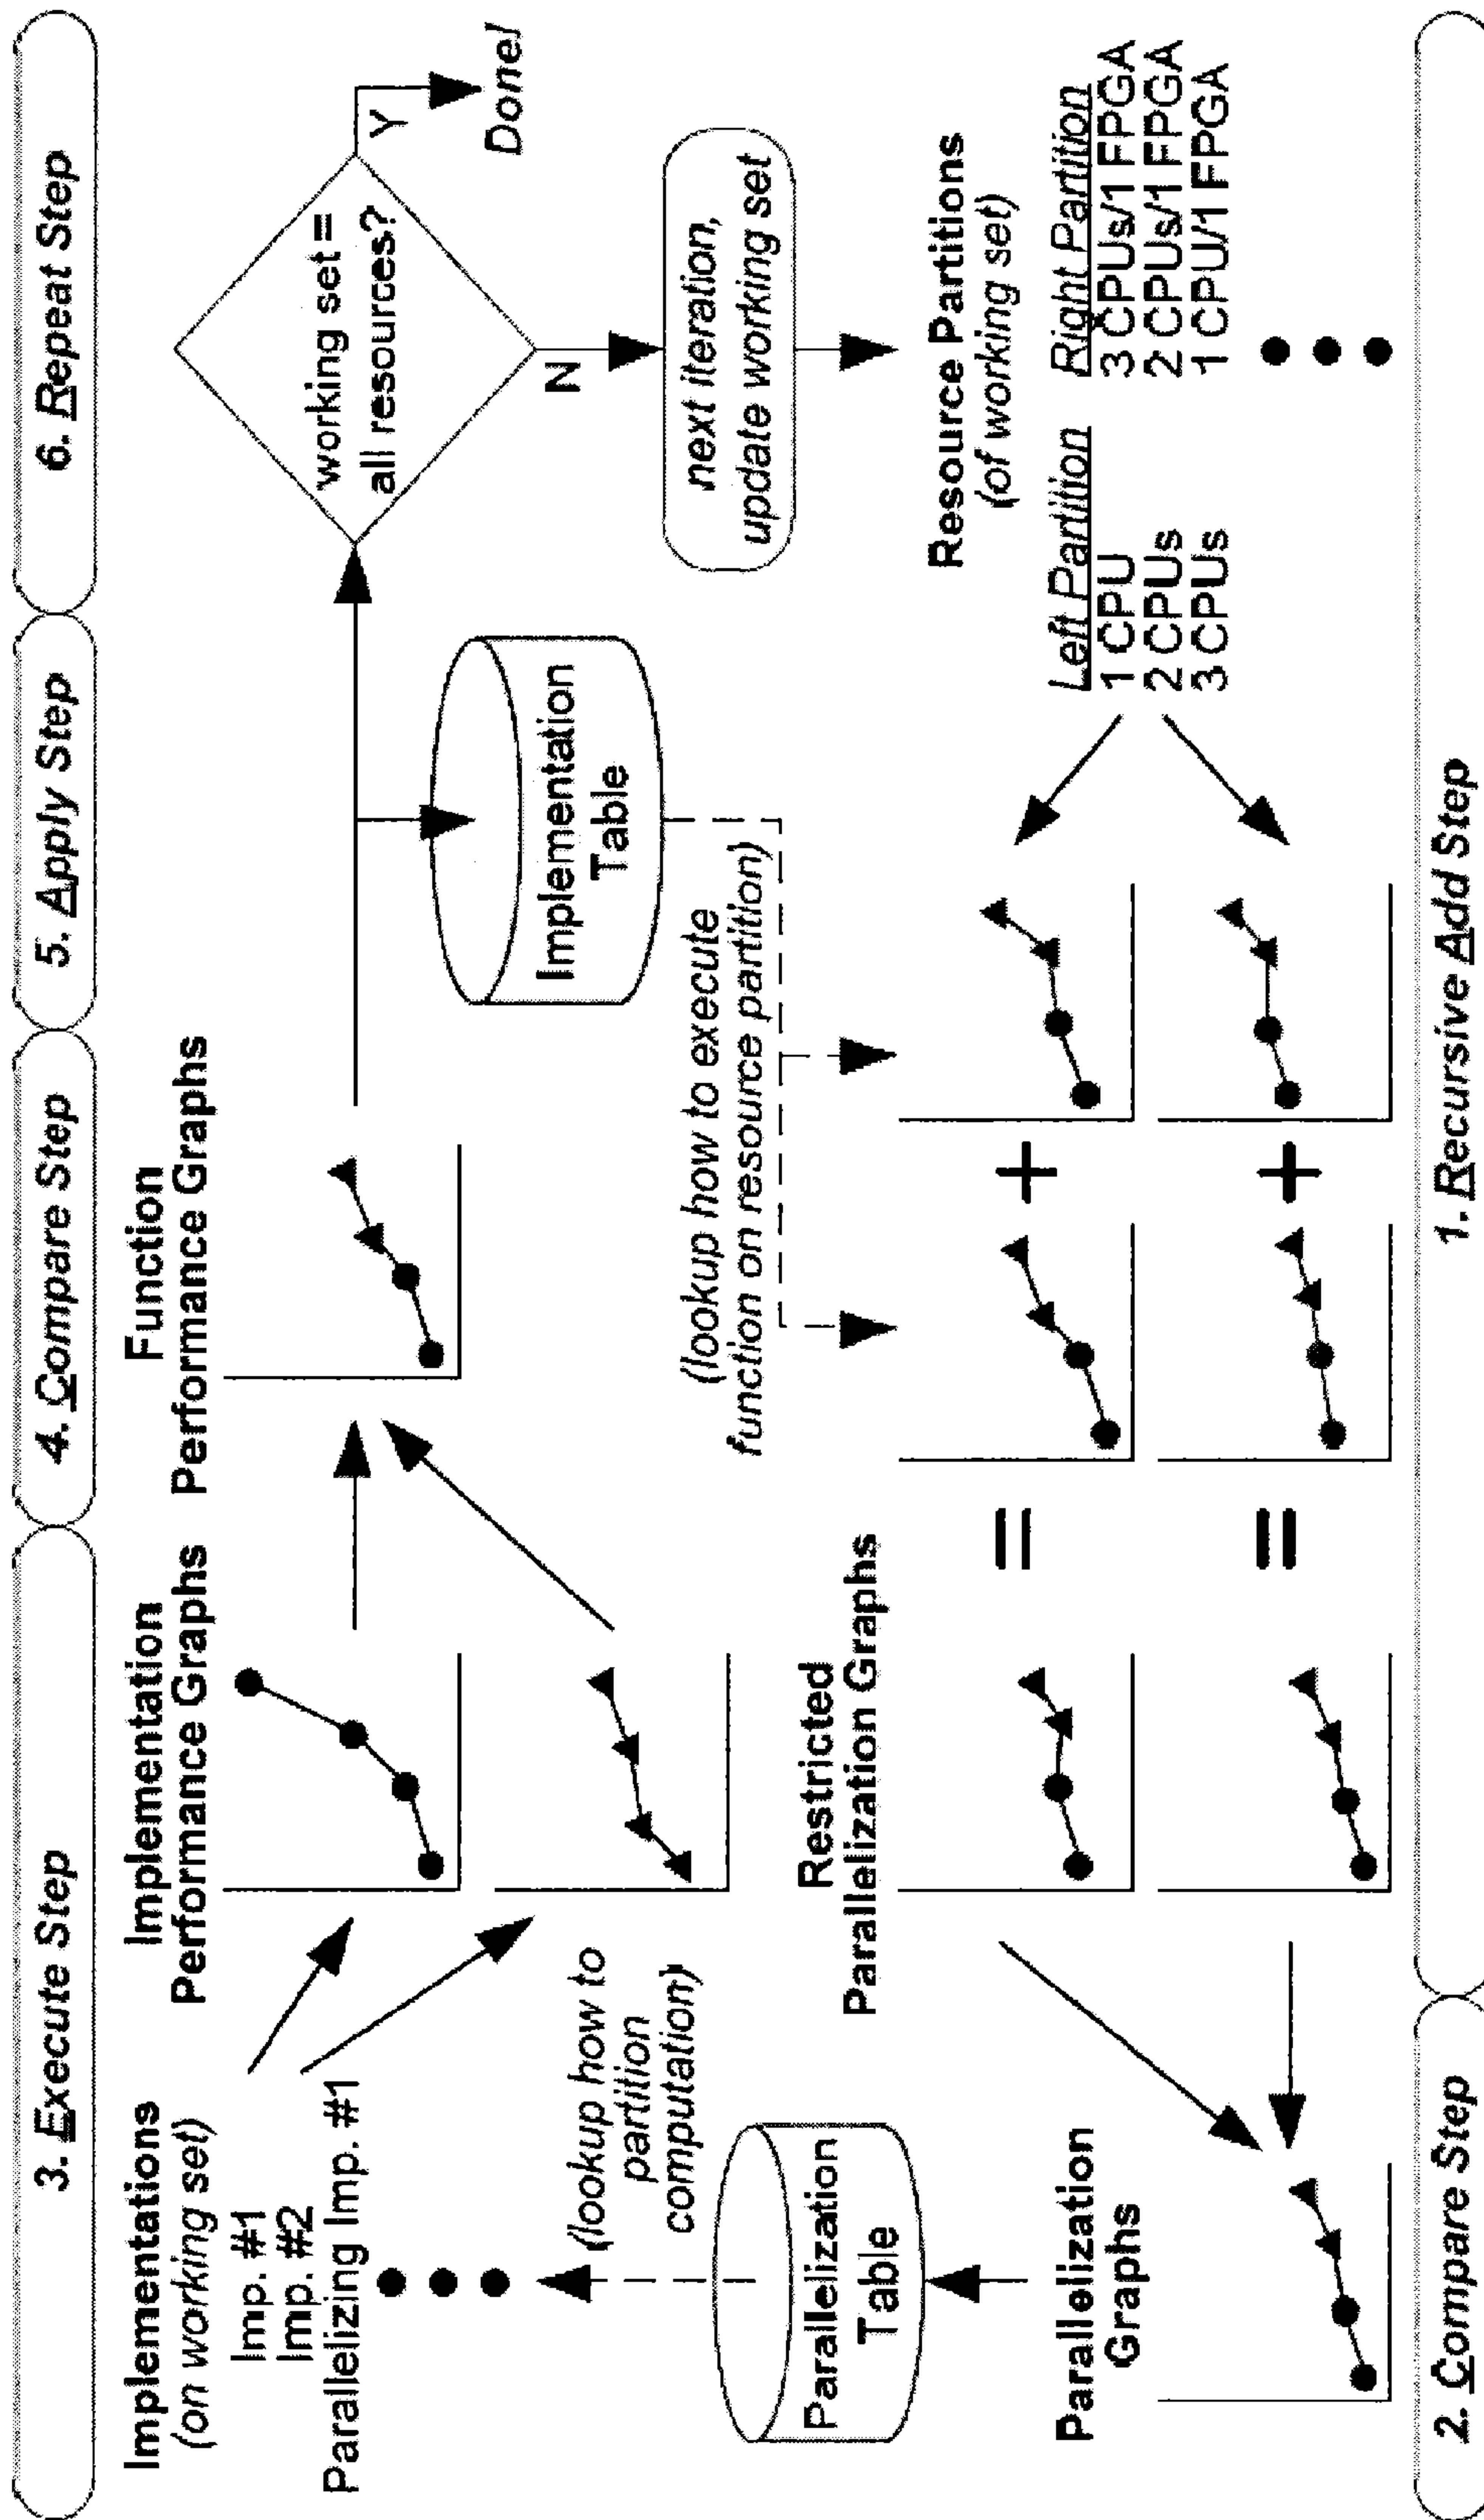 3. Execute Step
4. Compare Step
5. Apply Step
6. Repeat Step
Implementations
(on working set)
Imp. #1
Imp. #2
Parallelizing Imp. #1
Implementation
Performance Graphs
Function
Performance Graphs
working set =
all resources?
Y
Done!
N
next iteration,
update working set
Implementation
Table
(lookup how to
partition
computation)
(lookup how to execute
function on resource partition)
Parallelization
Table
Parallelization
Graphs
Restricted
Parallelization Graphs
=
+
=
+
Resource Partitions
(of working set)
Left Partition Right Partition
1 CPU 3 CPUs/1 FPGA
2 CPUs 2 CPUs/1 FPGA
3 CPUs 1 CPU/1 FPGA
2. Compare Step
1. Recursive Add Step